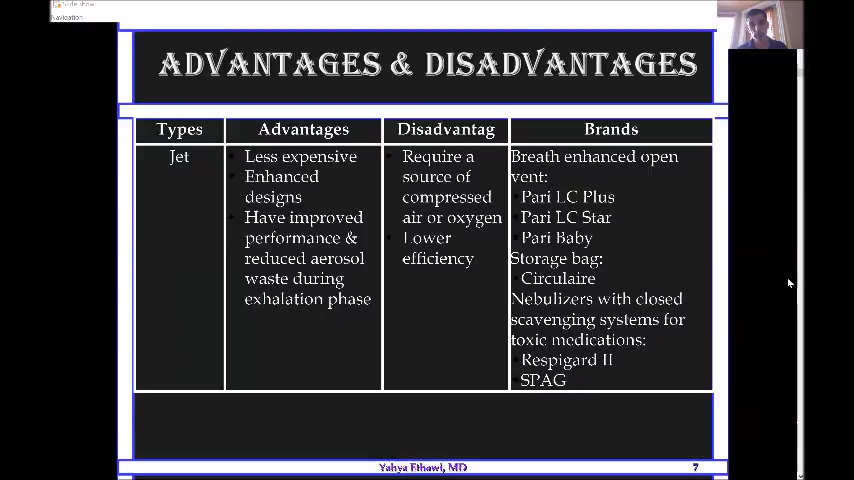 Slide show
Navigation
ADVANTAGES & DISADVANTAGES
Types
Advantages
Disadvantag
Brands
Jet
Less expensive
Enhanced
designs
Have improved
performance &
reduced aerosol
waste during
exhalation phase
Require a
source of
compressed
air or oxygen
Lower
efficiency
Breath enhanced open
vent:
Pari LC Plus
Pari LC Star
Pari Baby
Storage bag:
Circulaire
Nebulizers with closed
scavenging systems for
toxic medications:
Respigard II
SPAG
Yahya Ethawi, MD
7